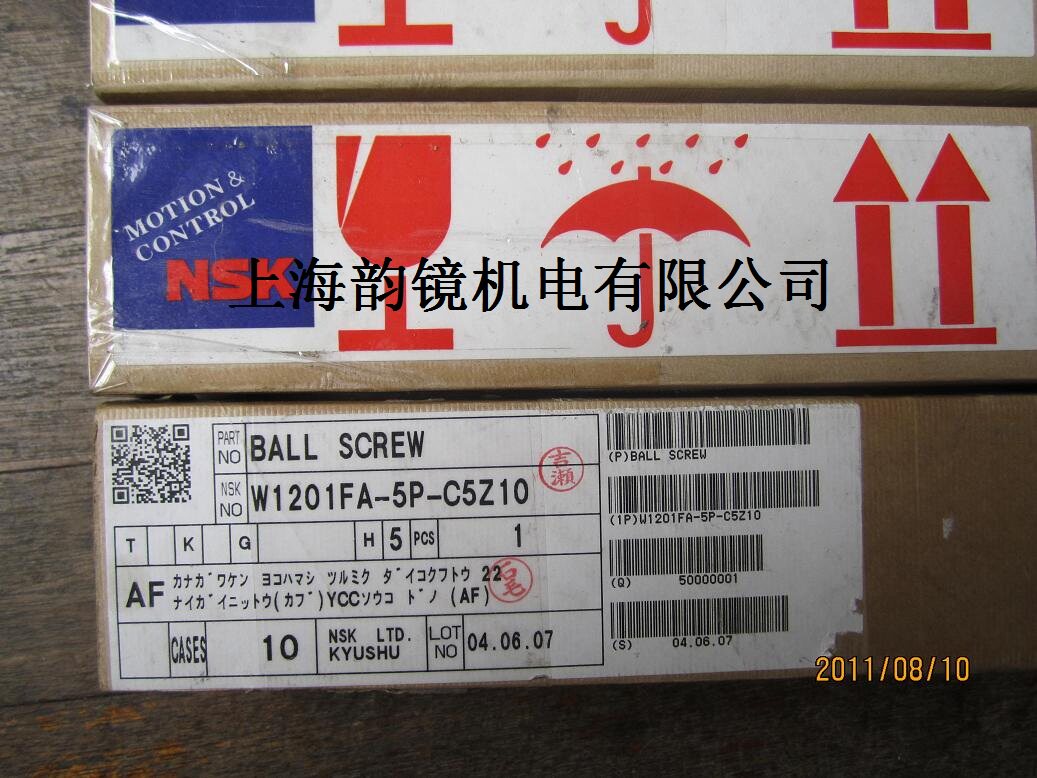 MOTION &
CONTROL
NSK
上海韵镜机电有限公司
PART NO BALL SCREW
NSK NO W1201FA-5P-C5Z10
吉瀬
T K G H 5 PCS 1
AF カナガワケン ヨコハマシ ツルミク ダイコクフトウ 22
ナイガイニットウ(カブ)YCCソウコ ドノ (AF)
CASES 10 NSK LTD. KYUSHU LOT NO 04.06.07
(P)BALL SCREW
(1P)W1201FA-5P-C5Z10
(Q) 50000001
(S) 04.06.07
2011/08/10